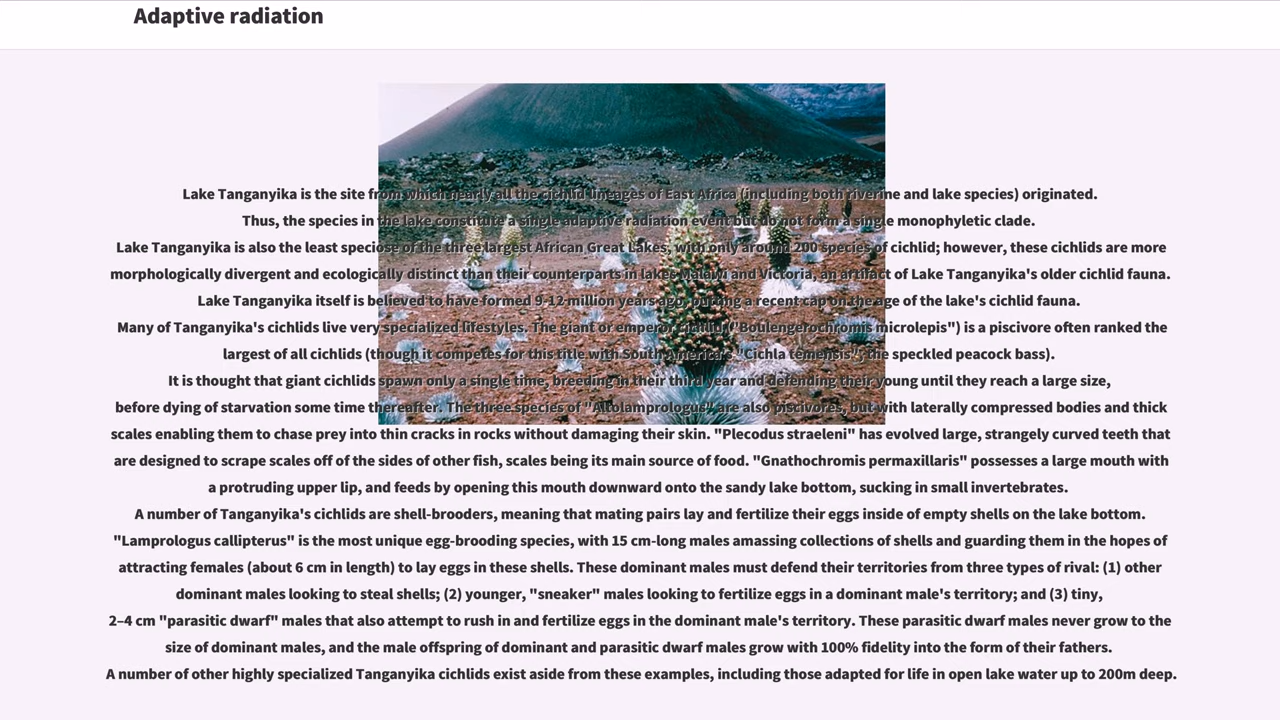 Adaptive radiation
Lake Tanganyika is the site from which nearly all the cichlid lineages of East Africa (including both riverine and lake species) originated.
Thus, the species in the lake constitute a single adaptive radiation event but do not form a single monophyletic clade.
Lake Tanganyika is also the least speciose of the three largest African Great Lakes, with only around 200 species of cichlid; however, these cichlids are more
morphologically divergent and ecologically distinct than their counterparts in lakes Malawi and Victoria, an artifact of Lake Tanganyika's older cichlid fauna.
Lake Tanganyika itself is believed to have formed 9-12 million years ago, putting a recent cap on the age of the lake's cichlid fauna.
Many of Tanganyika's cichlids live very specialized lifestyles. The giant or emperor cichlid ("Boulengerochromis microlepis") is a piscivore often ranked the
largest of all cichlids (though it competes for this title with South America's "Cichla temensis", the speckled peacock bass).
It is thought that giant cichlids spawn only a single time, breeding in their third year and defending their young until they reach a large size,
before dying of starvation some time thereafter. The three species of "Altolamprologus" are also piscivores, but with laterally compressed bodies and thick
scales enabling them to chase prey into thin cracks in rocks without damaging their skin. "Plecodus straeleni" has evolved large, strangely curved teeth that
are designed to scrape scales off of the sides of other fish, scales being its main source of food. "Gnathochromis permaxillaris" possesses a large mouth with
a protruding upper lip, and feeds by opening this mouth downward onto the sandy lake bottom, sucking in small invertebrates.
A number of Tanganyika's cichlids are shell-brooders, meaning that mating pairs lay and fertilize their eggs inside of empty shells on the lake bottom.
"Lamprologus callipterus" is the most unique egg-brooding species, with 15 cm-long males amassing collections of shells and guarding them in the hopes of
attracting females (about 6 cm in length) to lay eggs in these shells. These dominant males must defend their territories from three types of rival: (1) other
dominant males looking to steal shells; (2) younger, "sneaker" males looking to fertilize eggs in a dominant male's territory; and (3) tiny,
2–4 cm "parasitic dwarf" males that also attempt to rush in and fertilize eggs in the dominant male's territory. These parasitic dwarf males never grow to the
size of dominant males, and the male offspring of dominant and parasitic dwarf males grow with 100% fidelity into the form of their fathers.
A number of other highly specialized Tanganyika cichlids exist aside from these examples, including those adapted for life in open lake water up to 200m deep.